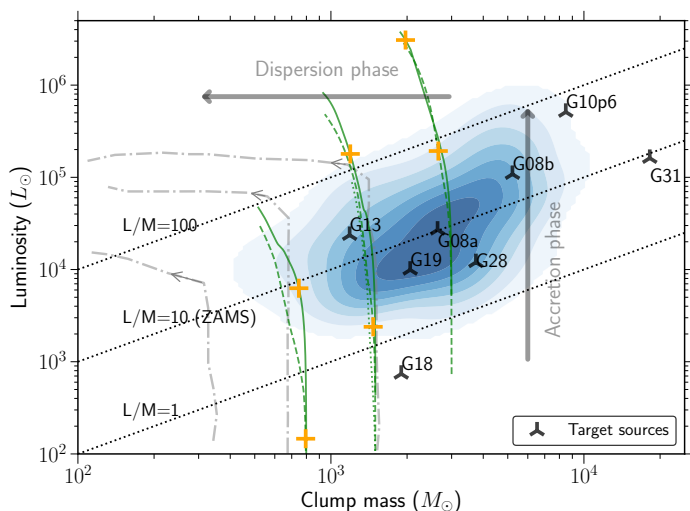 Luminosity (L⊙)
10⁶
10⁵
10⁴
10³
10²
Dispersion phase
G10p6
G08b
G31
L/M=100
G13
G08a
G19
G28
Accretion phase
L/M=10 (ZAMS)
G18
L/M=1
Target sources
10²
10³
10⁴
Clump mass (M⊙)